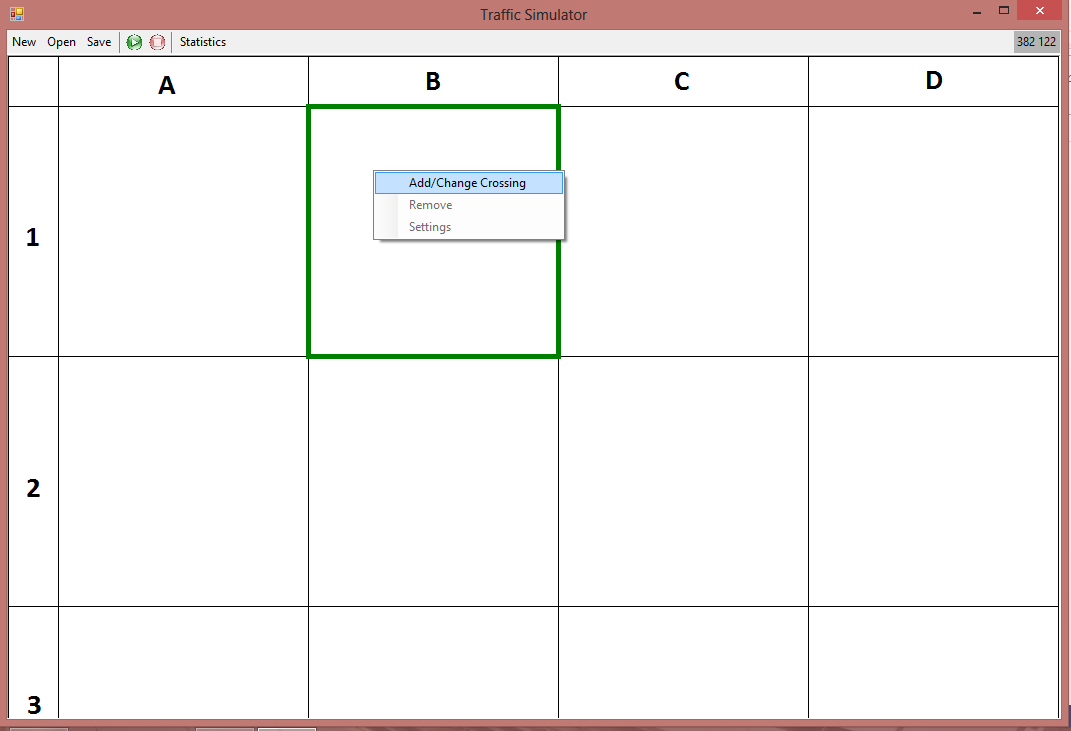 Traffic Simulator
New Open Save Statistics 382 122
A B C D
Add/Change Crossing
Remove
Settings
1
2
3